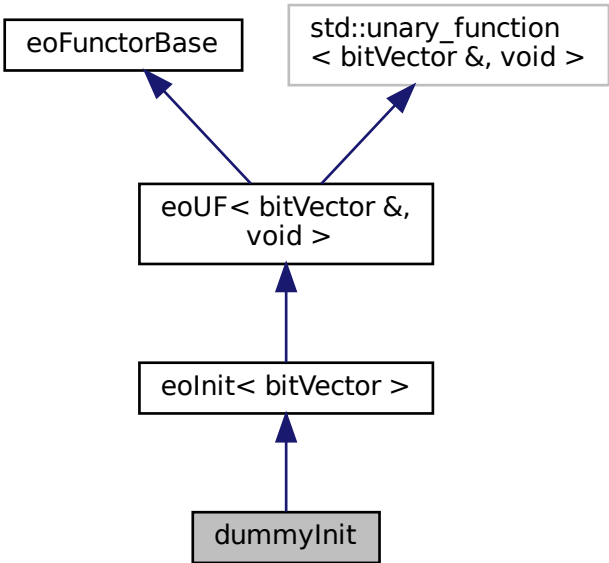 eoFunctorBase
std::unary_function
< bitVector &, void >
eoUF< bitVector &,
void >
eoInit< bitVector >
dummyInit